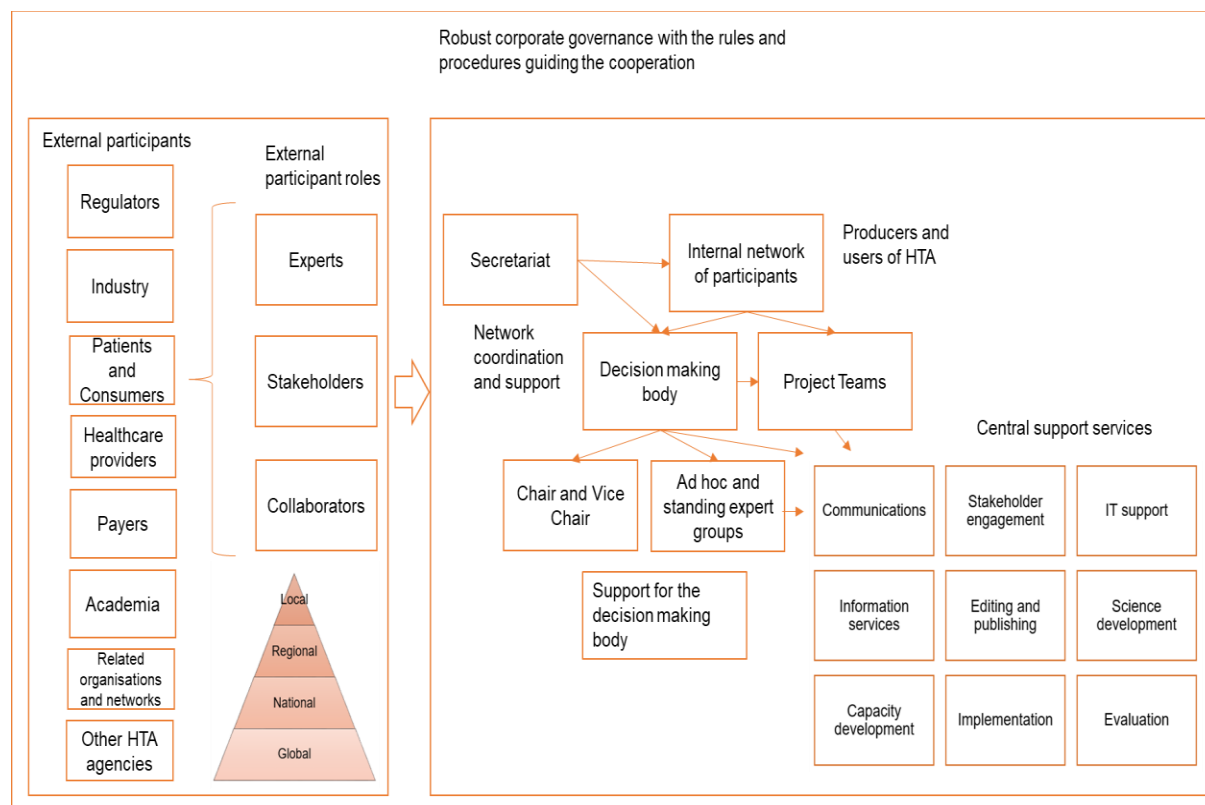 Robust corporate governance with the rules and
procedures guiding the cooperation
External participants
Regulators
Industry
Patients and
Consumers
Healthcare
providers
Payers
Academia
Related
organisations
and networks
Other HTA
agencies
External
participant roles
Experts
Stakeholders
Collaborators
Local
Regional
National
Global
Secretariat
Internal network
of participants
Producers and
users of HTA
Network
coordination
and support
Decision making
body
Project Teams
Chair and Vice
Chair
Ad hoc and
standing expert
groups
Support for the
decision making
body
Central support services
Communications
Stakeholder
engagement
IT support
Information
services
Editing and
publishing
Science
development
Capacity
development
Implementation
Evaluation